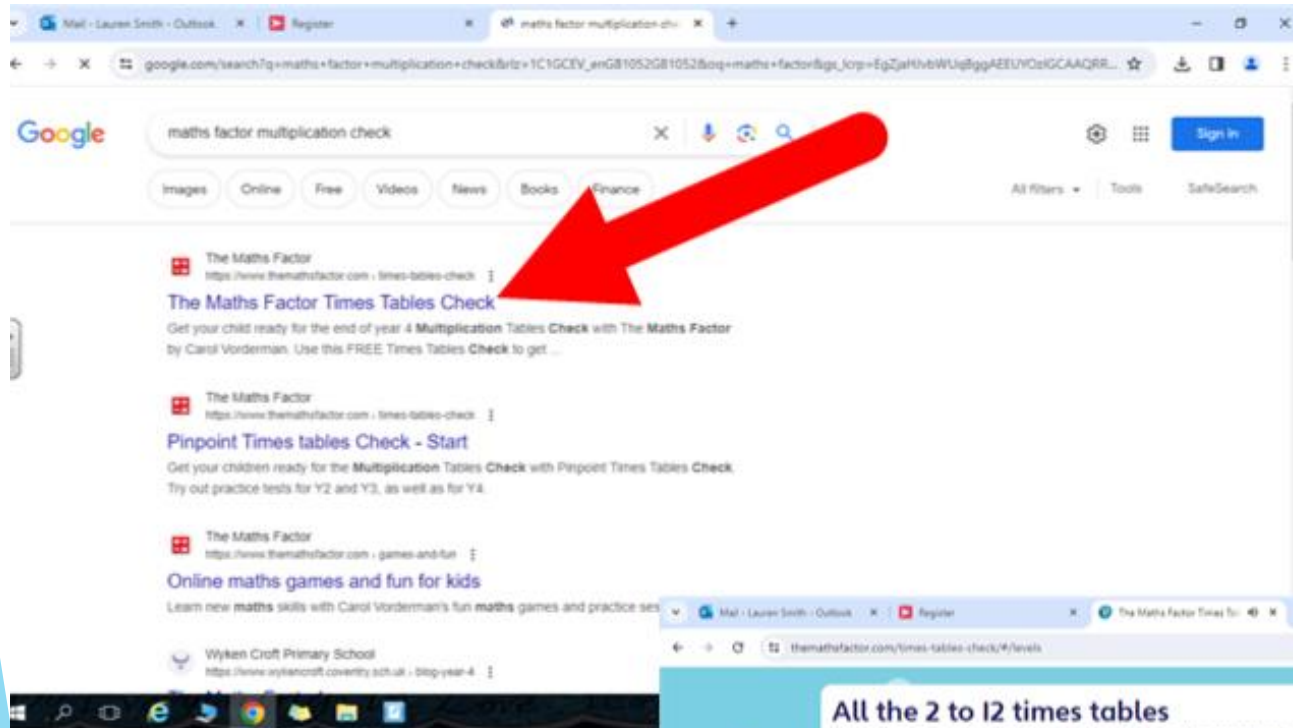 Mail - Lauren Smith - Outlook
Register
maths factor multiplication che
google.com/search?q=maths+factor+multiplication+check&rlz=1C1GCEV_enGB1052GB1052&oq=maths+factor&gs_lcrp=
Google
maths factor multiplication check
Sign in
Images Online Free Videos News Books Finance
All filters Tools SafeSearch
The Maths Factor
https://www.themathsfactor.com › times-tables-check
The Maths Factor Times Tables Check
Get your child ready for the end of year 4 Multiplication Tables Check with The Maths Factor
by Carol Vorderman. Use this FREE Times Tables Check to get ...
The Maths Factor
https://www.themathsfactor.com › times-tables-check
Pinpoint Times tables Check - Start
Get your children ready for the Multiplication Tables Check with Pinpoint Times Tables Check.
Try out practice tests for Y2 and Y3, as well as for Y4.
The Maths Factor
https://www.themathsfactor.com › games-and-fun
Online maths games and fun for kids
Learn new maths skills with Carol Vorderman's fun maths games and practice ses
Wyken Croft Primary School
https://www.wykencroft.coventry.sch.uk › blog-year-4
Mail - Lauren Smith - Outlook
Register
The Maths Factor Times Ta
themathsfactor.com/times-tables-check/#/levels
All the 2 to 12 times tables